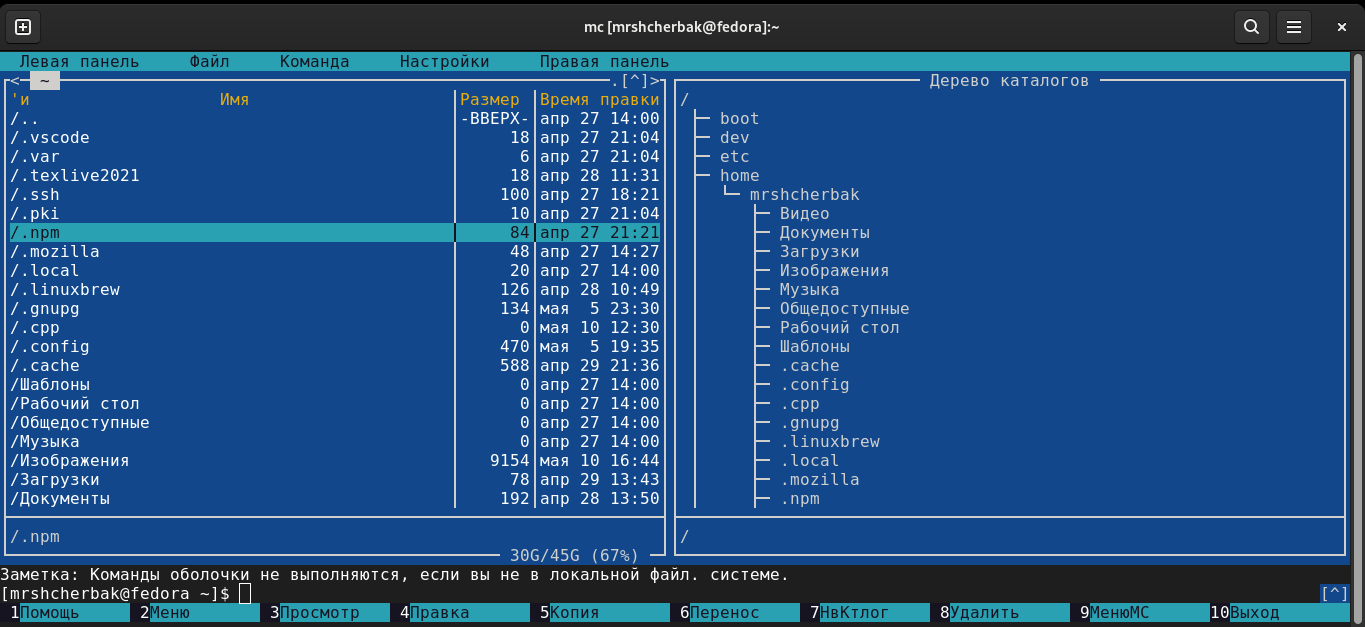 mc [mrshcherbak@fedora]:~
Левая панель Файл Команда Настройки Правая панель
<─ ~ .[^]>
'и Имя Размер Время правки
/.. -ВВЕРХ- апр 27 14:00
/.vscode 18 апр 27 21:04
/.var 6 апр 27 21:04
/.texlive2021 18 апр 28 11:31
/.ssh 100 апр 27 18:21
/.pki 10 апр 27 21:04
/.npm 84 апр 27 21:21
/.mozilla 48 апр 27 14:27
/.local 20 апр 27 14:00
/.linuxbrew 126 апр 28 10:49
/.gnupg 134 мая 5 23:30
/.cpp 0 мая 10 12:30
/.config 470 мая 5 19:35
/.cache 588 апр 29 21:36
/Шаблоны 0 апр 27 14:00
/Рабочий стол 0 апр 27 14:00
/Общедоступные 0 апр 27 14:00
/Музыка 0 апр 27 14:00
/Изображения 9154 мая 10 16:44
/Загрузки 78 апр 29 13:43
/Документы 192 апр 28 13:50
/.npm
30G/45G (67%)
Дерево каталогов
/
boot
dev
etc
home
mrshcherbak
Видео
Документы
Загрузки
Изображения
Музыка
Общедоступные
Рабочий стол
Шаблоны
.cache
.config
.cpp
.gnupg
.linuxbrew
.local
.mozilla
.npm
/
Заметка: Команды оболочки не выполняются, если вы не в локальной файл. системе.
[mrshcherbak@fedora ~]$ [^]
1Помощь 2Меню 3Просмотр 4Правка 5Копия 6Перенос 7НвКтлог 8Удалить 9МенюМС 10Выход